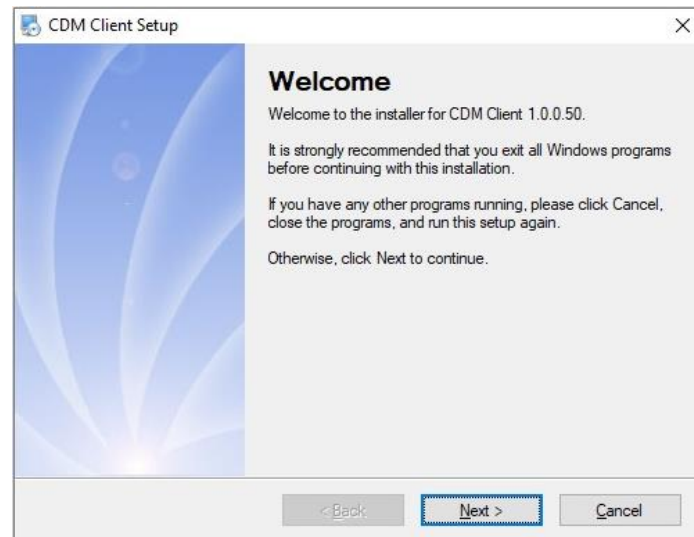 CDM Client Setup
Welcome
Welcome to the installer for CDM Client 1.0.0.50.
It is strongly recommended that you exit all Windows programs
before continuing with this installation.
If you have any other programs running, please click Cancel,
close the programs, and run this setup again.
Otherwise, click Next to continue.
< Back
Next >
Cancel